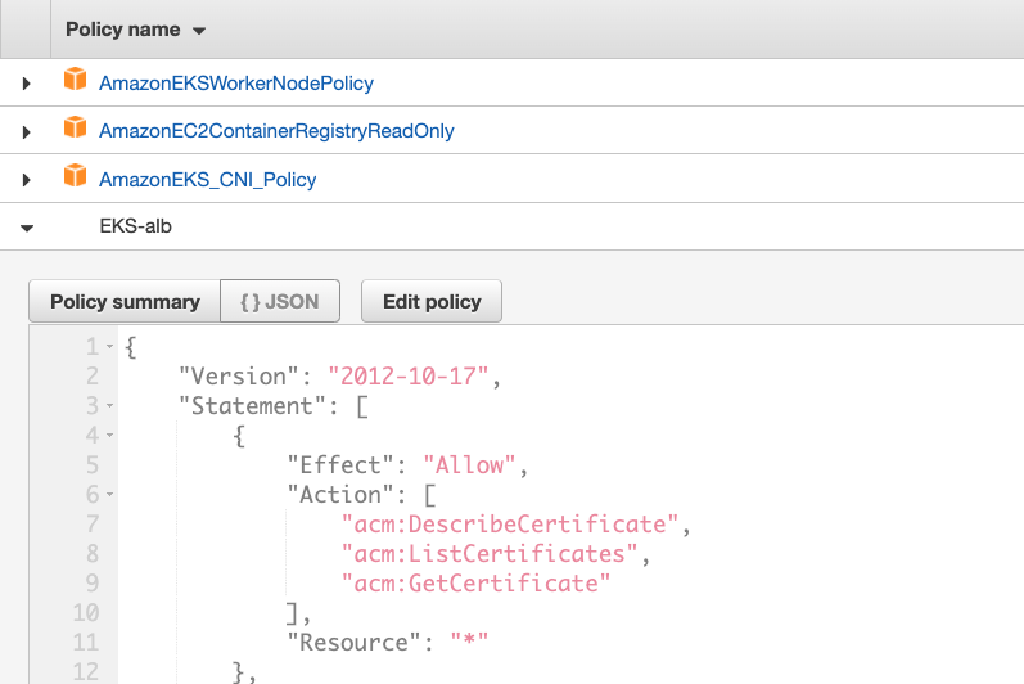 Policy name
AmazonEKSWorkerNodePolicy
AmazonEC2ContainerRegistryReadOnly
AmazonEKS_CNI_Policy
EKS-alb
Policy summary {} JSON Edit policy
1 {
2 "Version": "2012-10-17",
3 "Statement": [
4 {
5 "Effect": "Allow",
6 "Action": [
7 "acm:DescribeCertificate",
8 "acm:ListCertificates",
9 "acm:GetCertificate"
10 ],
11 "Resource": "*"
12 },